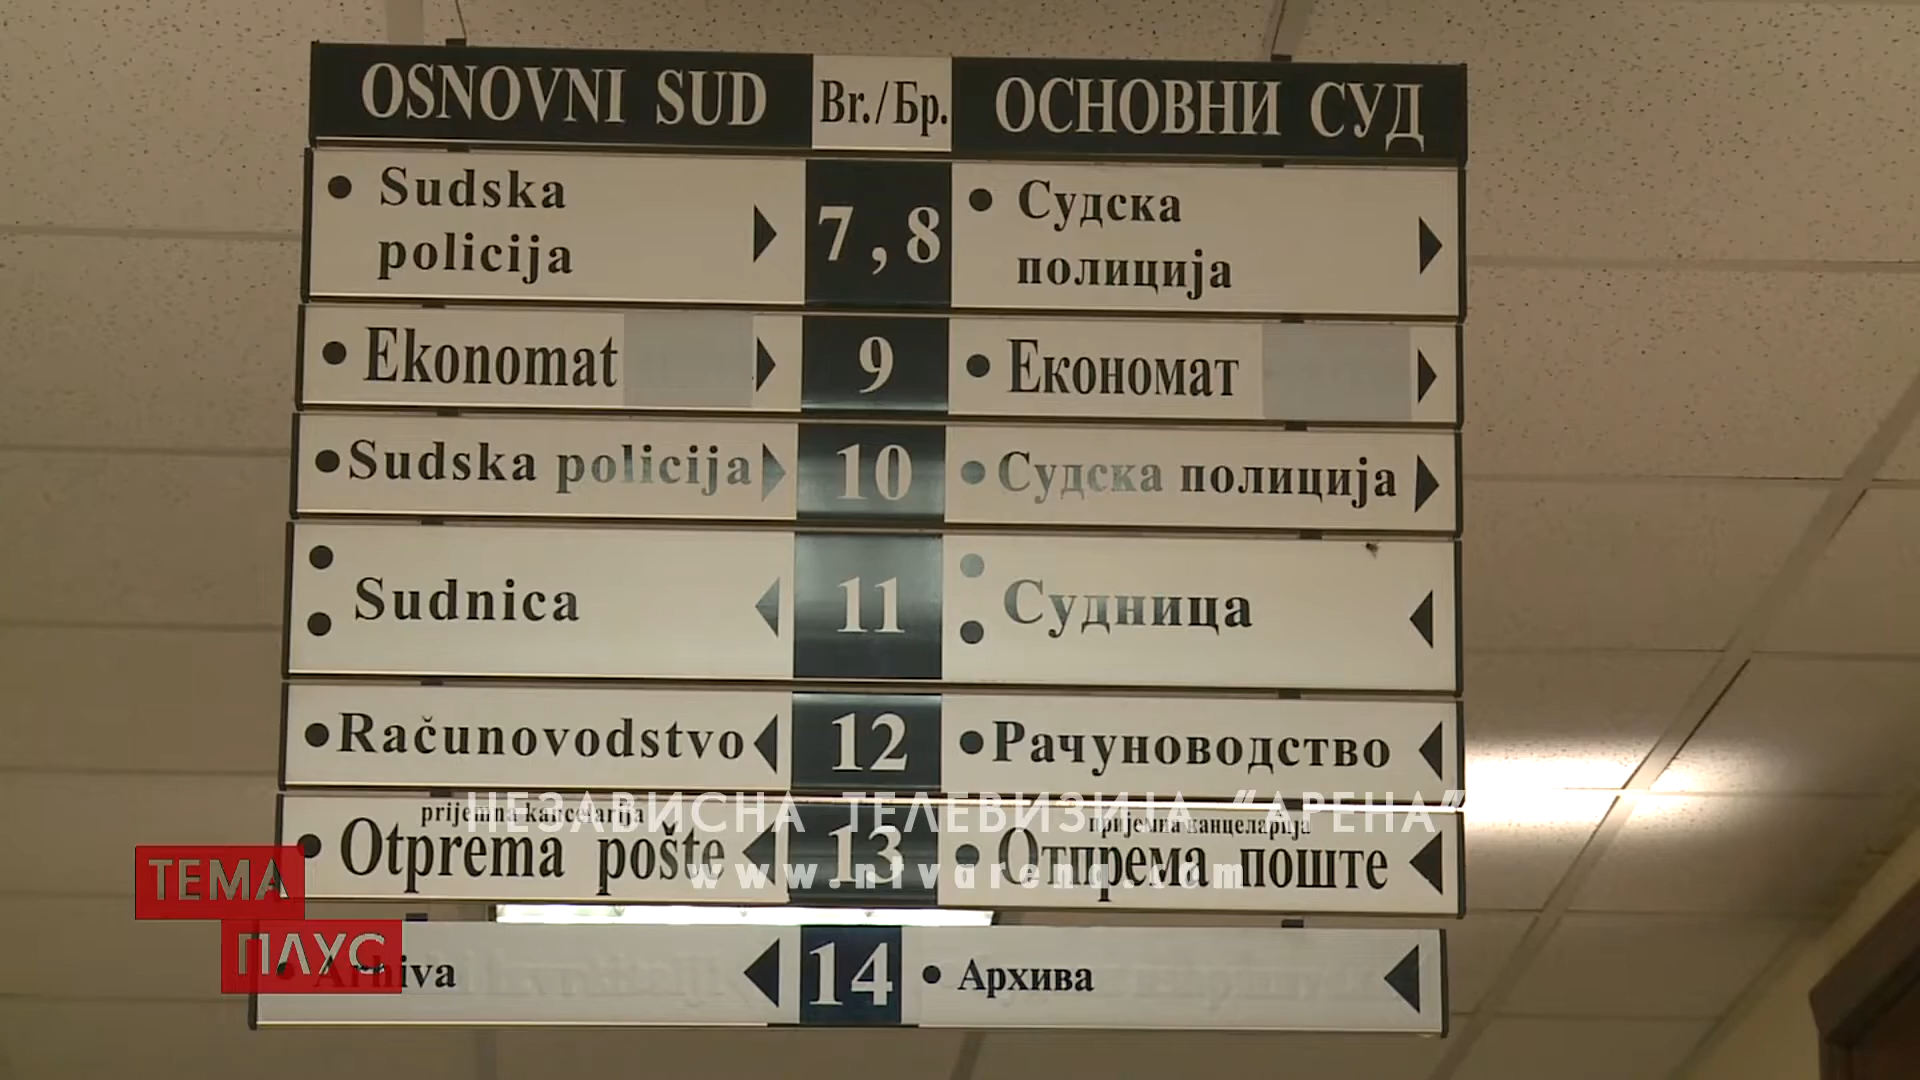 OSNOVNI SUD Br./Бр. ОСНОВНИ СУД
Sudska policija 7 , 8 Судска полиција
Ekonomat 9 Економат
Sudska policija 10 Судска полиција
Sudnica 11 Судница
Računovodstvo 12 Рачуноводство
prijemna kancelarija пријемна канцеларија
Otprema pošte 13 Отпрема поште
Arhiva 14 Архива
НЕЗАВИСНА ТЕЛЕВИЗИЈА “АРЕНА”
www.ntvarena.com
ТЕМА
ПЛУС